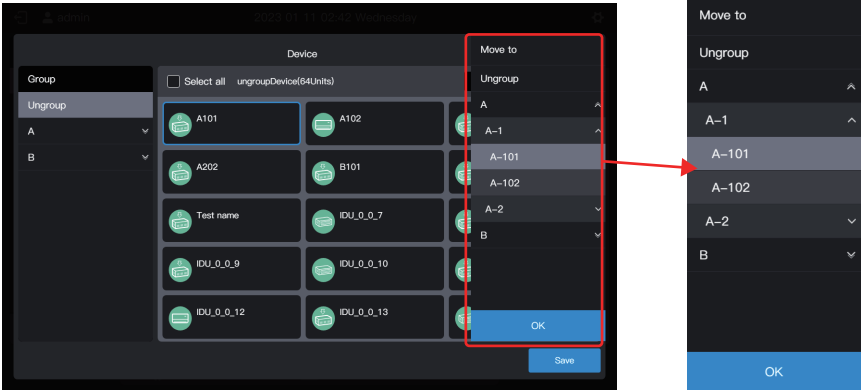 admin 2023.01.11 02:42 Wednesday
Device
Group
Ungroup
A
B
Select all ungroupDevice(64Units)
A101
A102
A202
B101
Test name
IDU_0_0_7
IDU_0_0_9
IDU_0_0_10
IDU_0_0_12
IDU_0_0_13
Move to
Ungroup
A
A-1
A-101
A-102
A-2
B
OK
Save
Move to
Ungroup
A
A-1
A-101
A-102
A-2
B
OK